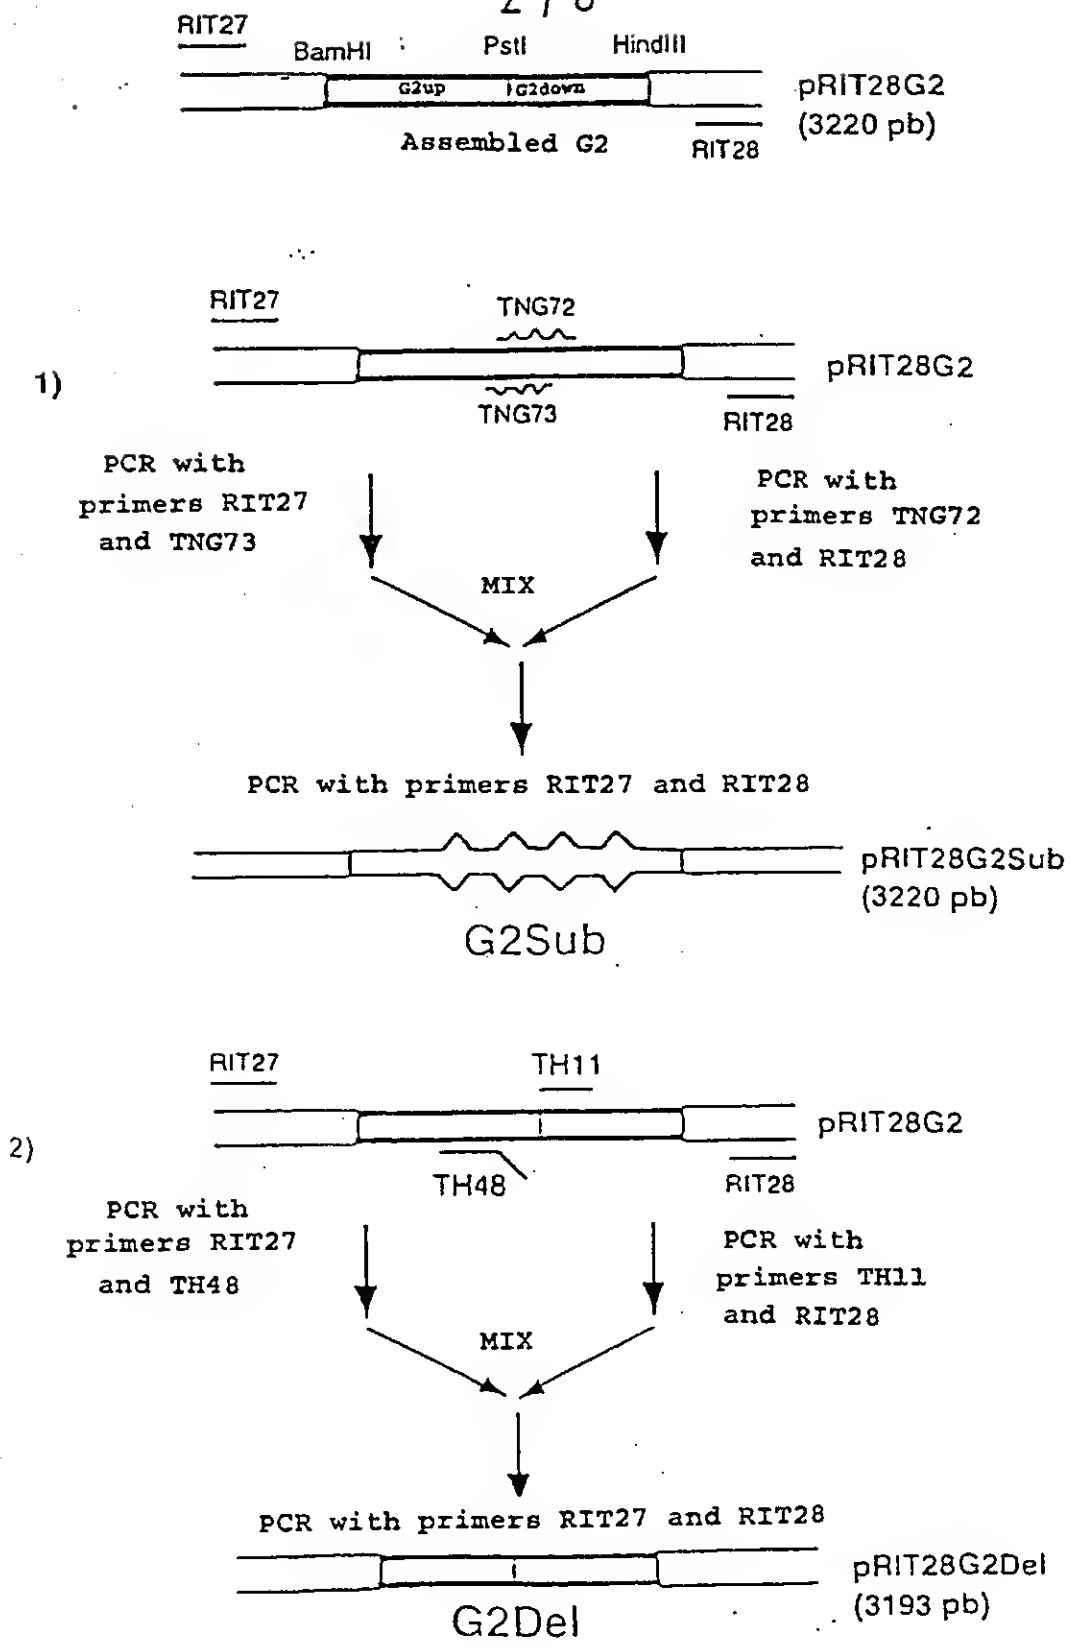 2 / 8
RIT27
BamHI PstI HindIII
G2up G2down
pRIT28G2
(3220 pb)
Assembled G2
RIT28
RIT27
TNG72
1)
pRIT28G2
TNG73
RIT28
PCR with
primers RIT27
and TNG73
PCR with
primers TNG72
and RIT28
MIX
PCR with primers RIT27 and RIT28
pRIT28G2Sub
(3220 pb)
G2Sub
RIT27
TH11
2)
pRIT28G2
TH48
RIT28
PCR with
primers RIT27
and TH48
PCR with
primers TH11
and RIT28
MIX
PCR with primers RIT27 and RIT28
pRIT28G2Del
(3193 pb)
G2Del